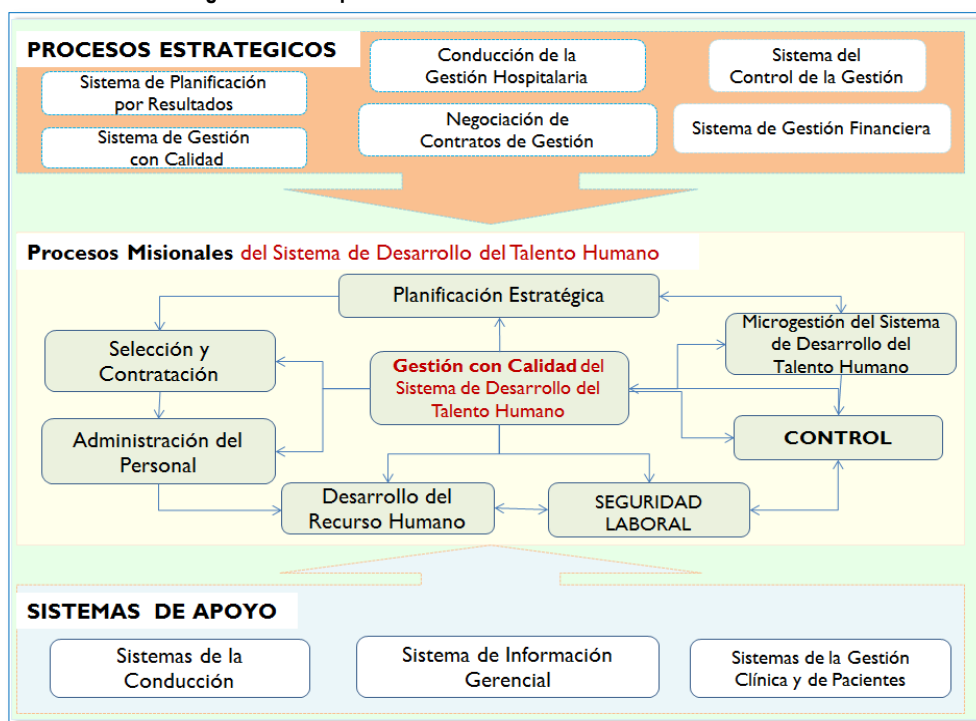 PROCESOS ESTRATEGICOS
Sistema de Planificación
por Resultados
Sistema de Gestión
con Calidad
Conducción de la
Gestión Hospitalaria
Negociación de
Contratos de Gestión
Sistema del
Control de la Gestión
Sistema de Gestión Financiera
Procesos Misionales del Sistema de Desarrollo del Talento Humano
Planificación Estratégica
Selección y
Contratación
Gestión con Calidad del
Sistema de Desarrollo del
Talento Humano
Microgestión del Sistema
de Desarrollo del
Talento Humano
Administración del
Personal
CONTROL
Desarrollo del
Recurso Humano
SEGURIDAD
LABORAL
SISTEMAS DE APOYO
Sistemas de la
Conducción
Sistema de Información
Gerencial
Sistemas de la Gestión
Clínica y de Pacientes